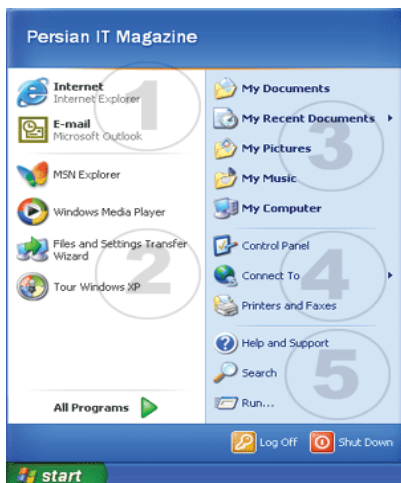 Persian IT Magazine
Internet
Internet Explorer
E-mail
Microsoft Outlook
MSN Explorer
Windows Media Player
Files and Settings Transfer
Wizard
Tour Windows XP
All Programs
1
2
My Documents
My Recent Documents
My Pictures
My Music
My Computer
3
Control Panel
Connect To
Printers and Faxes
4
Help and Support
Search
Run...
5
Log Off
Shut Down
start